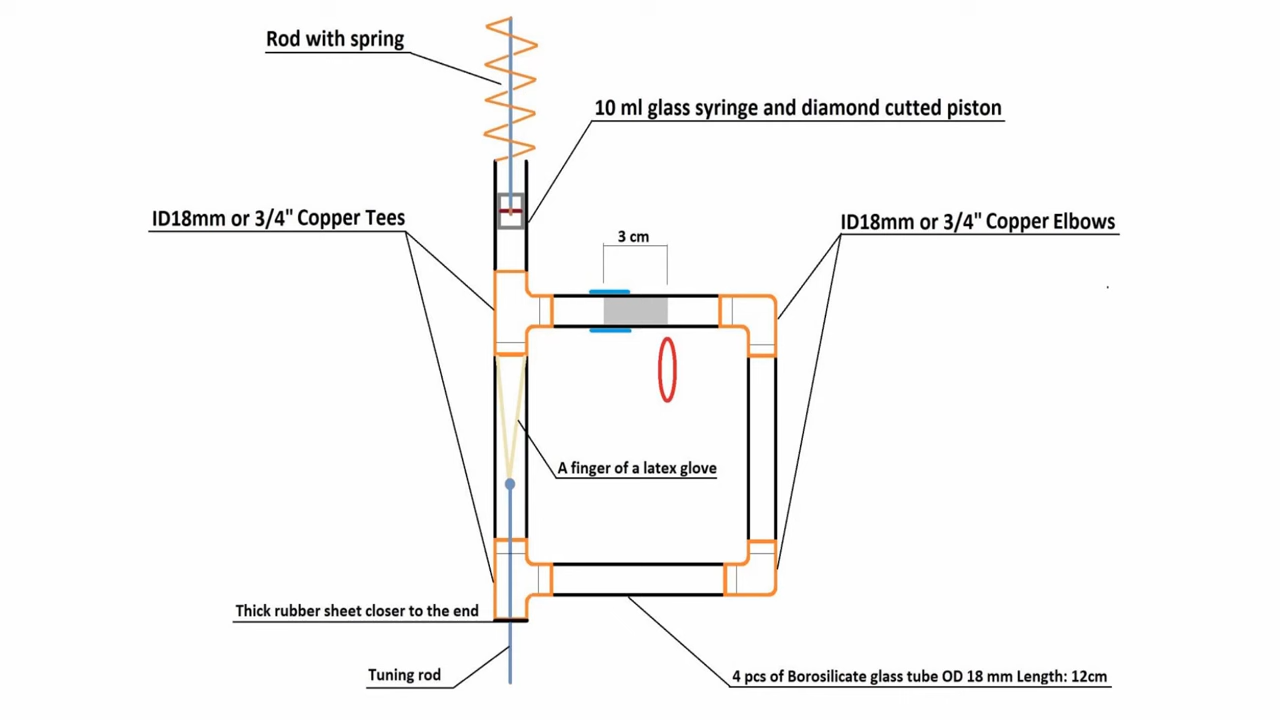 Rod with spring
10 ml glass syringe and diamond cutted piston
ID18mm or 3/4" Copper Tees
ID18mm or 3/4" Copper Elbows
3 cm
A finger of a latex glove
Thick rubber sheet closer to the end
Tuning rod
4 pcs of Borosilicate glass tube OD 18 mm Length: 12cm